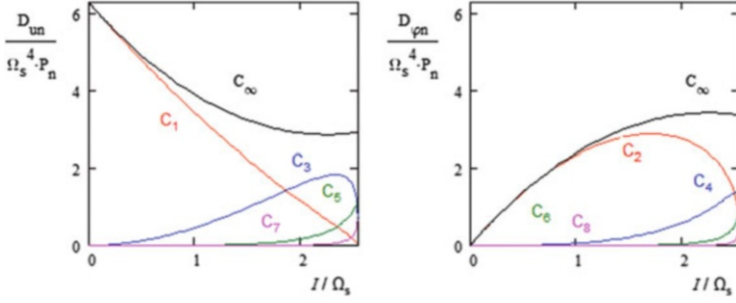 6
D_un
Ω_s^4·P_n
4
2
0
C_∞
C_1
C_3
C_5
C_7
0
1
2
I / Ω_s
6
D_φn
Ω_s^4·P_n
4
2
0
C_∞
C_2
C_4
C_6
C_8
0
1
2
I / Ω_s